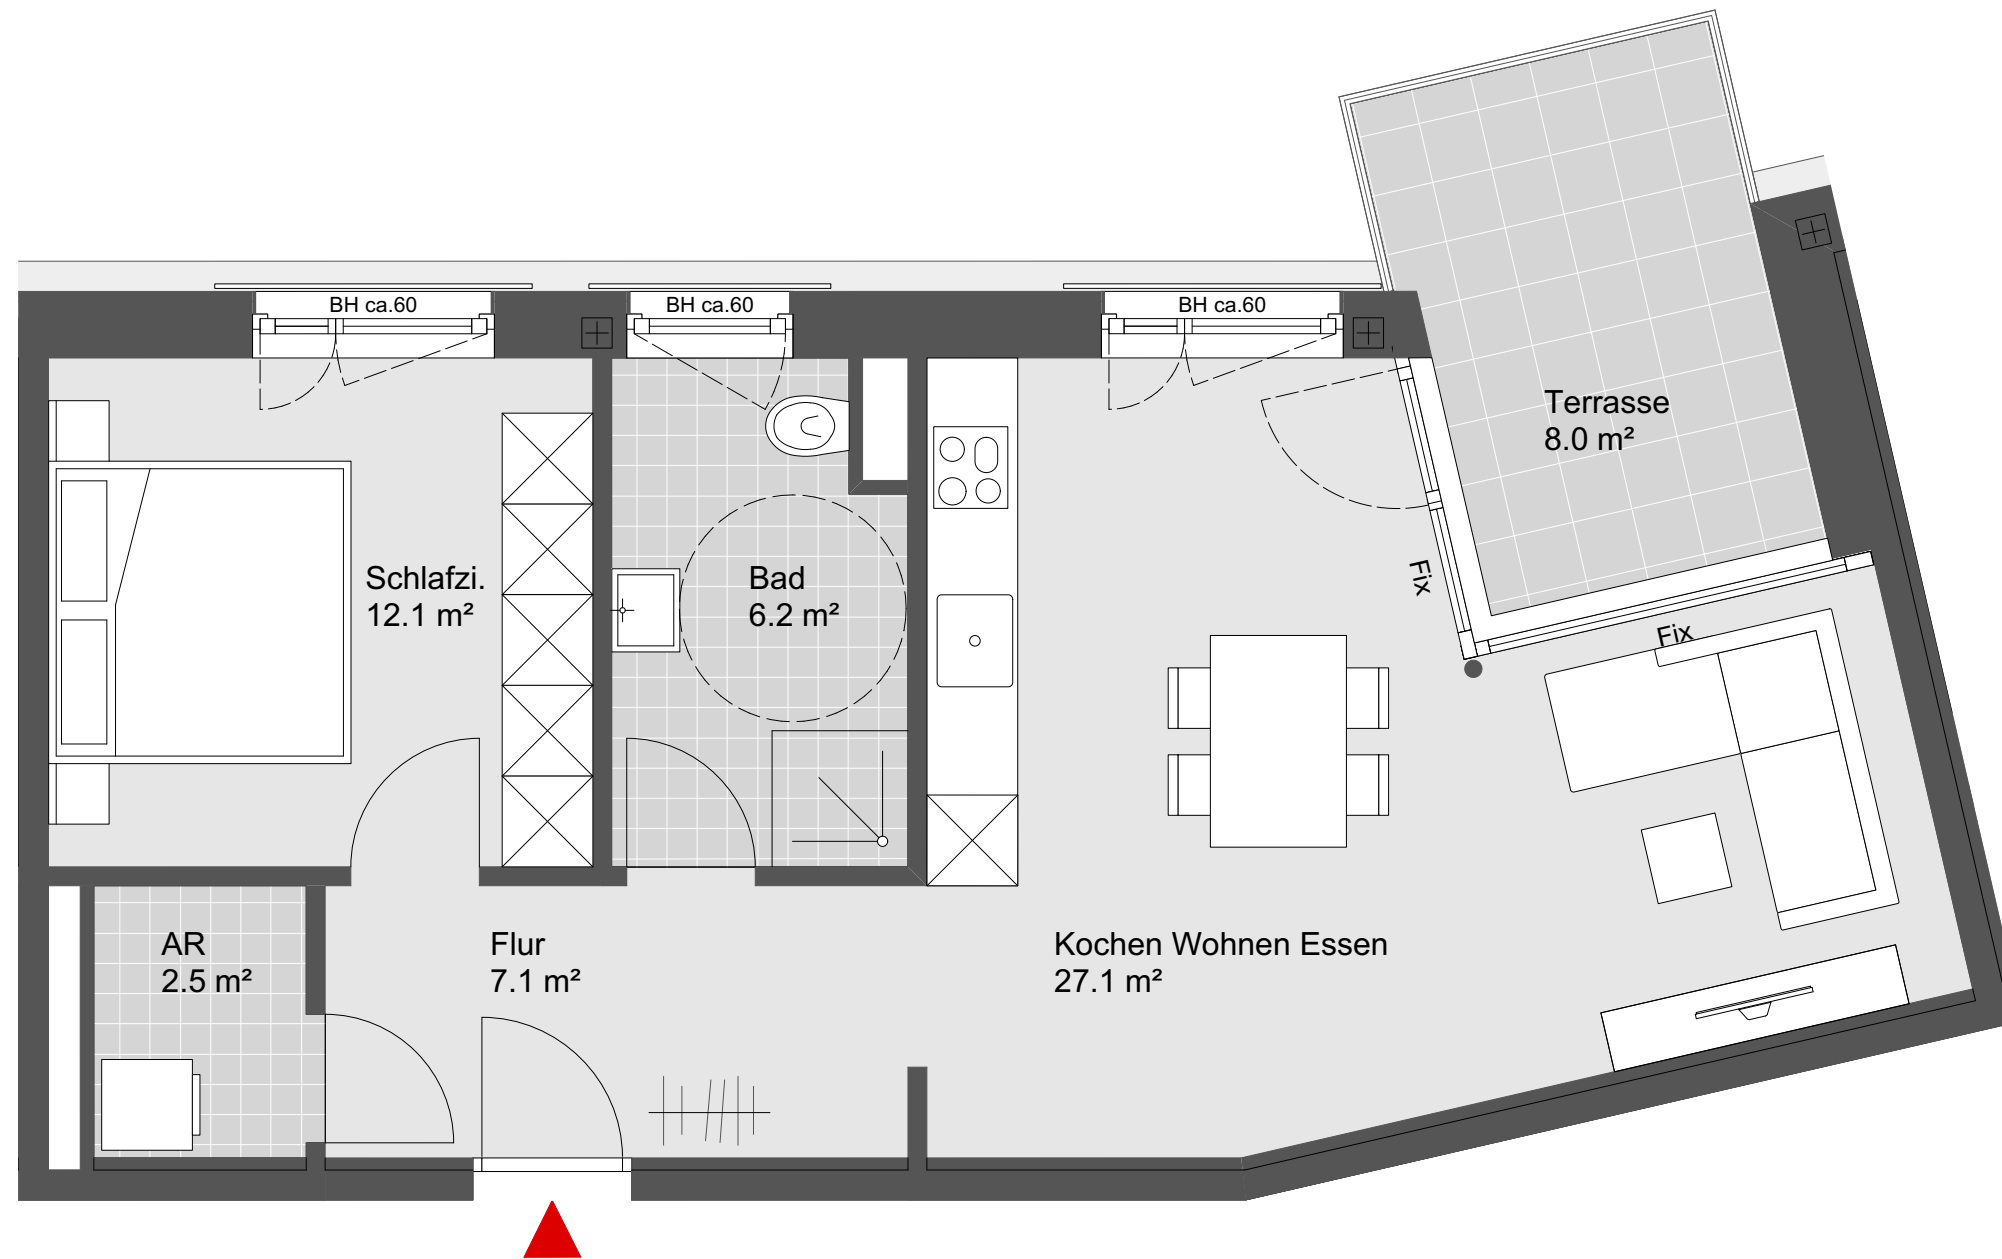 BH ca.60
BH ca.60
BH ca.60
Terrasse
8.0 m²
Schlafzi.
12.1 m²
Bad
6.2 m²
Fix
Fix
AR
2.5 m²
Flur
7.1 m²
Kochen Wohnen Essen
27.1 m²